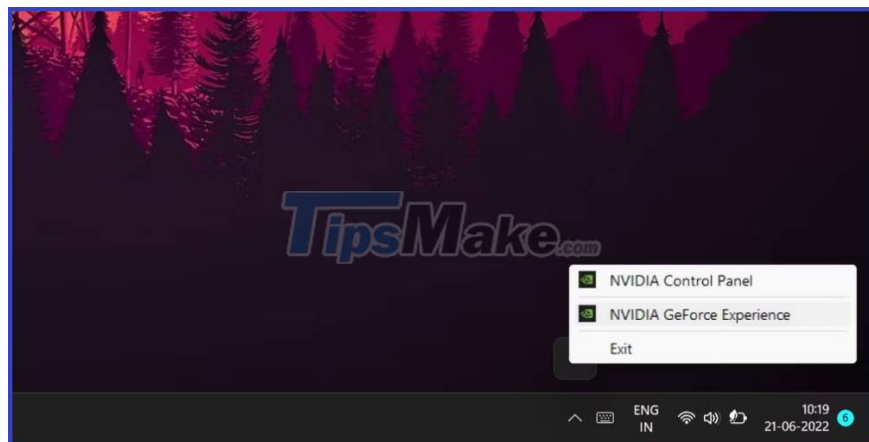 TipsMake.com
NVIDIA Control Panel
NVIDIA GeForce Experience
Exit
ENG
IN
10:19
21-06-2022
6